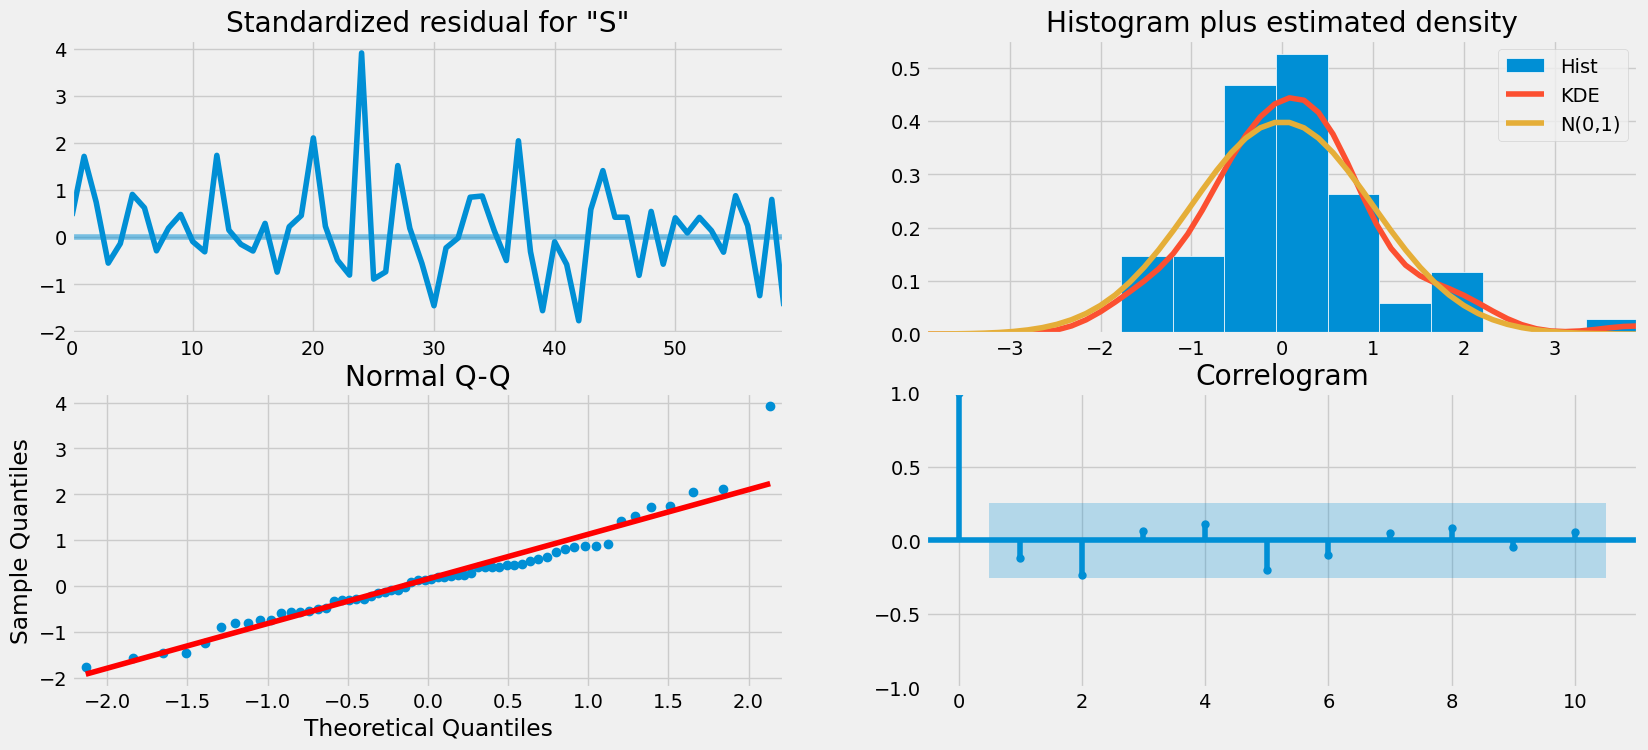 Standardized residual for "S"
4
3
2
1
0
−1
−2
0 10 20 30 40 50
Histogram plus estimated density
Hist
KDE
N(0,1)
0.5
0.4
0.3
0.2
0.1
0.0
−3 −2 −1 0 1 2 3
Normal Q-Q
Sample Quantiles
4
3
2
1
0
−1
−2
−2.0 −1.5 −1.0 −0.5 0.0 0.5 1.0 1.5 2.0
Theoretical Quantiles
Correlogram
1.0
0.5
0.0
−0.5
−1.0
0 2 4 6 8 10